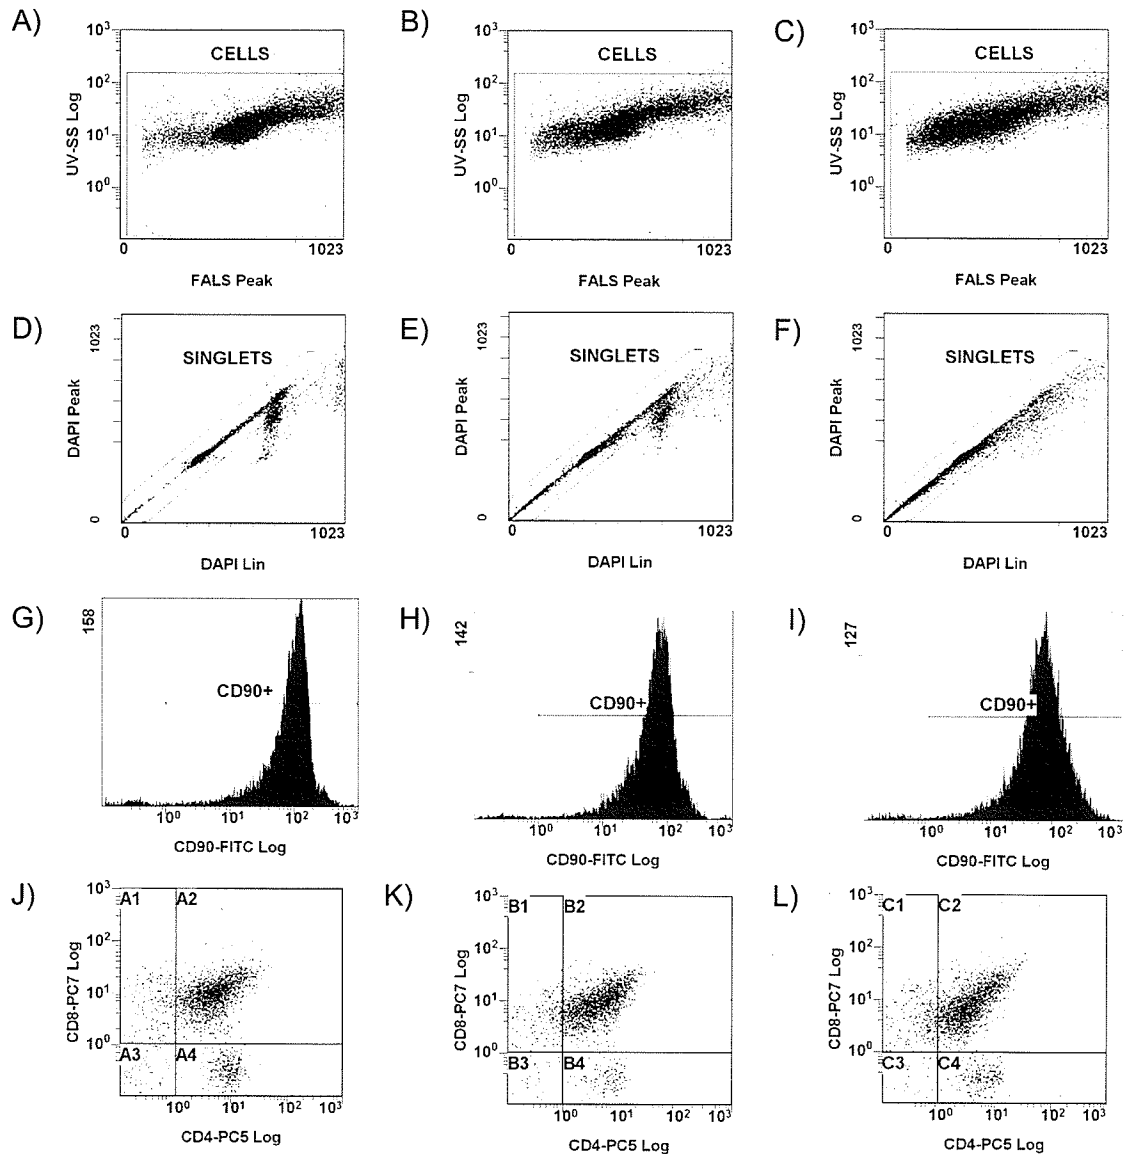 A)
10³
CELLS
10²
10¹
10⁰
UV-SS Log
0
1023
FALS Peak
B)
10³
CELLS
10²
10¹
10⁰
UV-SS Log
0
1023
FALS Peak
C)
10³
CELLS
10²
10¹
10⁰
UV-SS Log
0
1023
FALS Peak
D)
1023
SINGLETS
DAPI Peak
0
0
1023
DAPI Lin
E)
1023
SINGLETS
DAPI Peak
0
0
1023
DAPI Lin
F)
1023
SINGLETS
DAPI Peak
0
0
1023
DAPI Lin
G)
158
CD90+
10⁰ 10¹ 10² 10³
CD90-FITC Log
H)
142
CD90+
10⁰ 10¹ 10² 10³
CD90-FITC Log
I)
127
CD90+
10⁰ 10¹ 10² 10³
CD90-FITC Log
J)
10³
A1 A2
10²
10¹
10⁰
CD8-PC7 Log
A3 A4
10⁰ 10¹ 10² 10³
CD4-PC5 Log
K)
10³
B1 B2
10²
10¹
10⁰
CD8-PC7 Log
B3 B4
10⁰ 10¹ 10² 10³
CD4-PC5 Log
L)
10³
C1 C2
10²
10¹
10⁰
CD8-PC7 Log
C3 C4
10⁰ 10¹ 10² 10³
CD4-PC5 Log